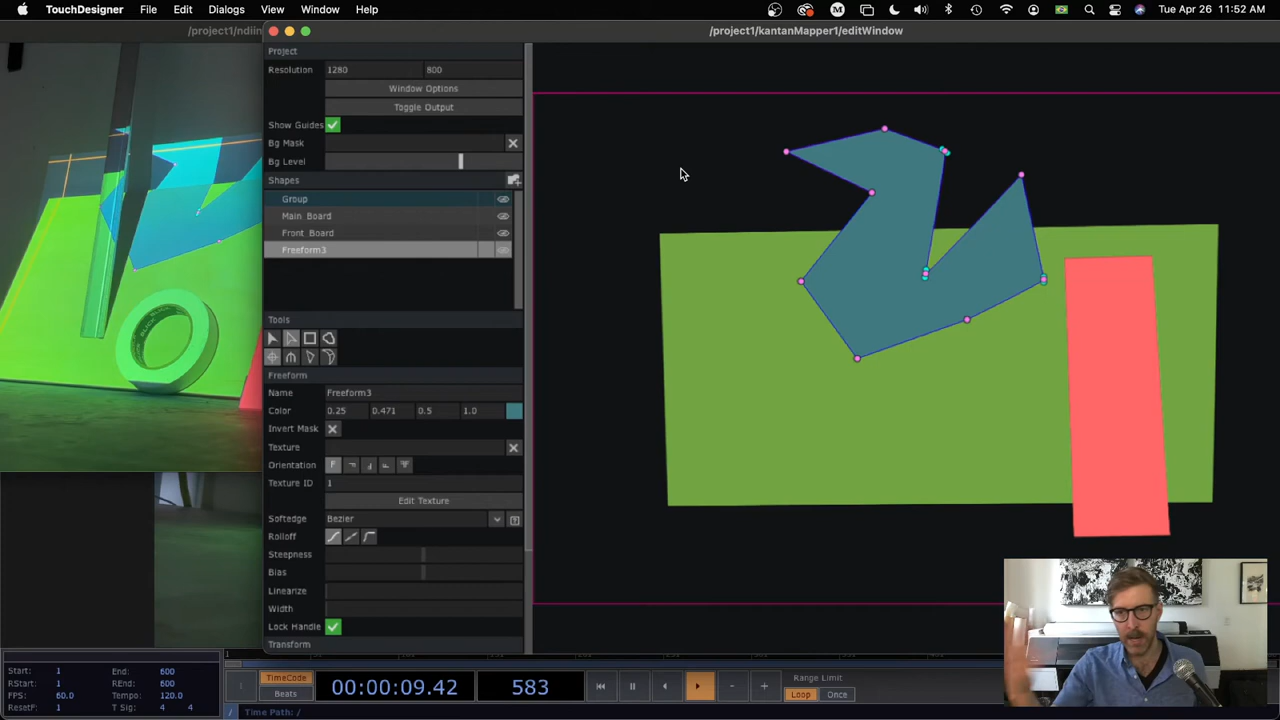 TouchDesigner File Edit Dialogs View Window Help Tue Apr 26 11:52 AM
/project1/ndiin
/project1/kantanMapper1/editWindow
Project
Resolution 1280 800
Window Options
Toggle Output
Show Guides
Bg Mask
Bg Level
Shapes
Group
Main Board
Front Board
Freeform3
Tools
Freeform
Name Freeform3
Color 0.25 0.471 0.5 1.0
Invert Mask
Texture
Orientation
Texture ID 1
Edit Texture
Softedge Bezier
Rolloff
Steepness
Bias
Linearize
Width
Lock Handle
Transform
Start: 1 End: 600
RStart: 1 REnd: 600
FPS: 60.0 Tempo: 120.0
ResetF: 1 T Sig: 4 4
TimeCode
Beats
00:00:09.42
583
Range Limit
Loop Once
/ Time Path: /